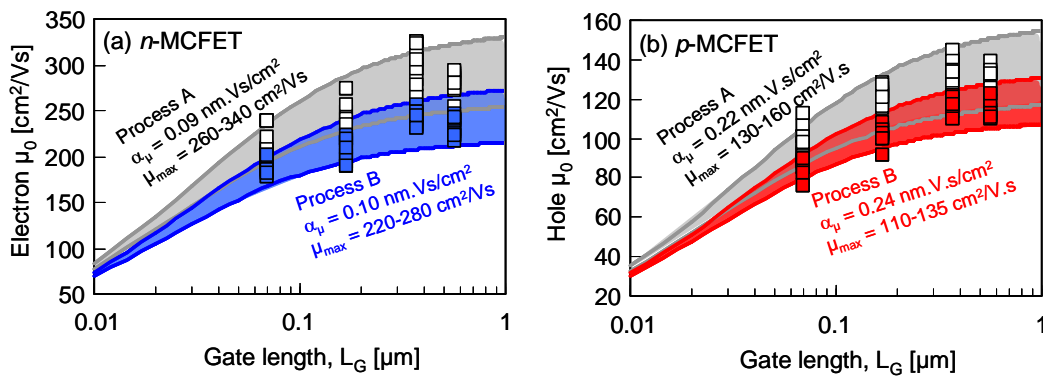 (a) n-MCFET
Process A
αμ = 0.09 nm.Vs/cm²
μmax = 260-340 cm²/Vs
Process B
αμ = 0.10 nm.Vs/cm²
μmax = 220-280 cm²/Vs
Electron μ0 [cm²/Vs]
350
300
250
200
150
100
50
0.01
0.1
1
Gate length, LG [μm]
(b) p-MCFET
Process A
αμ = 0.22 nm.V.s/cm²
μmax = 130-160 cm²/V.s
Process B
αμ = 0.24 nm.V.s/cm²
μmax = 110-135 cm²/V.s
Hole μ0 [cm²/V.s]
160
140
120
100
80
60
40
20
0.01
0.1
1
Gate length, LG [μm]